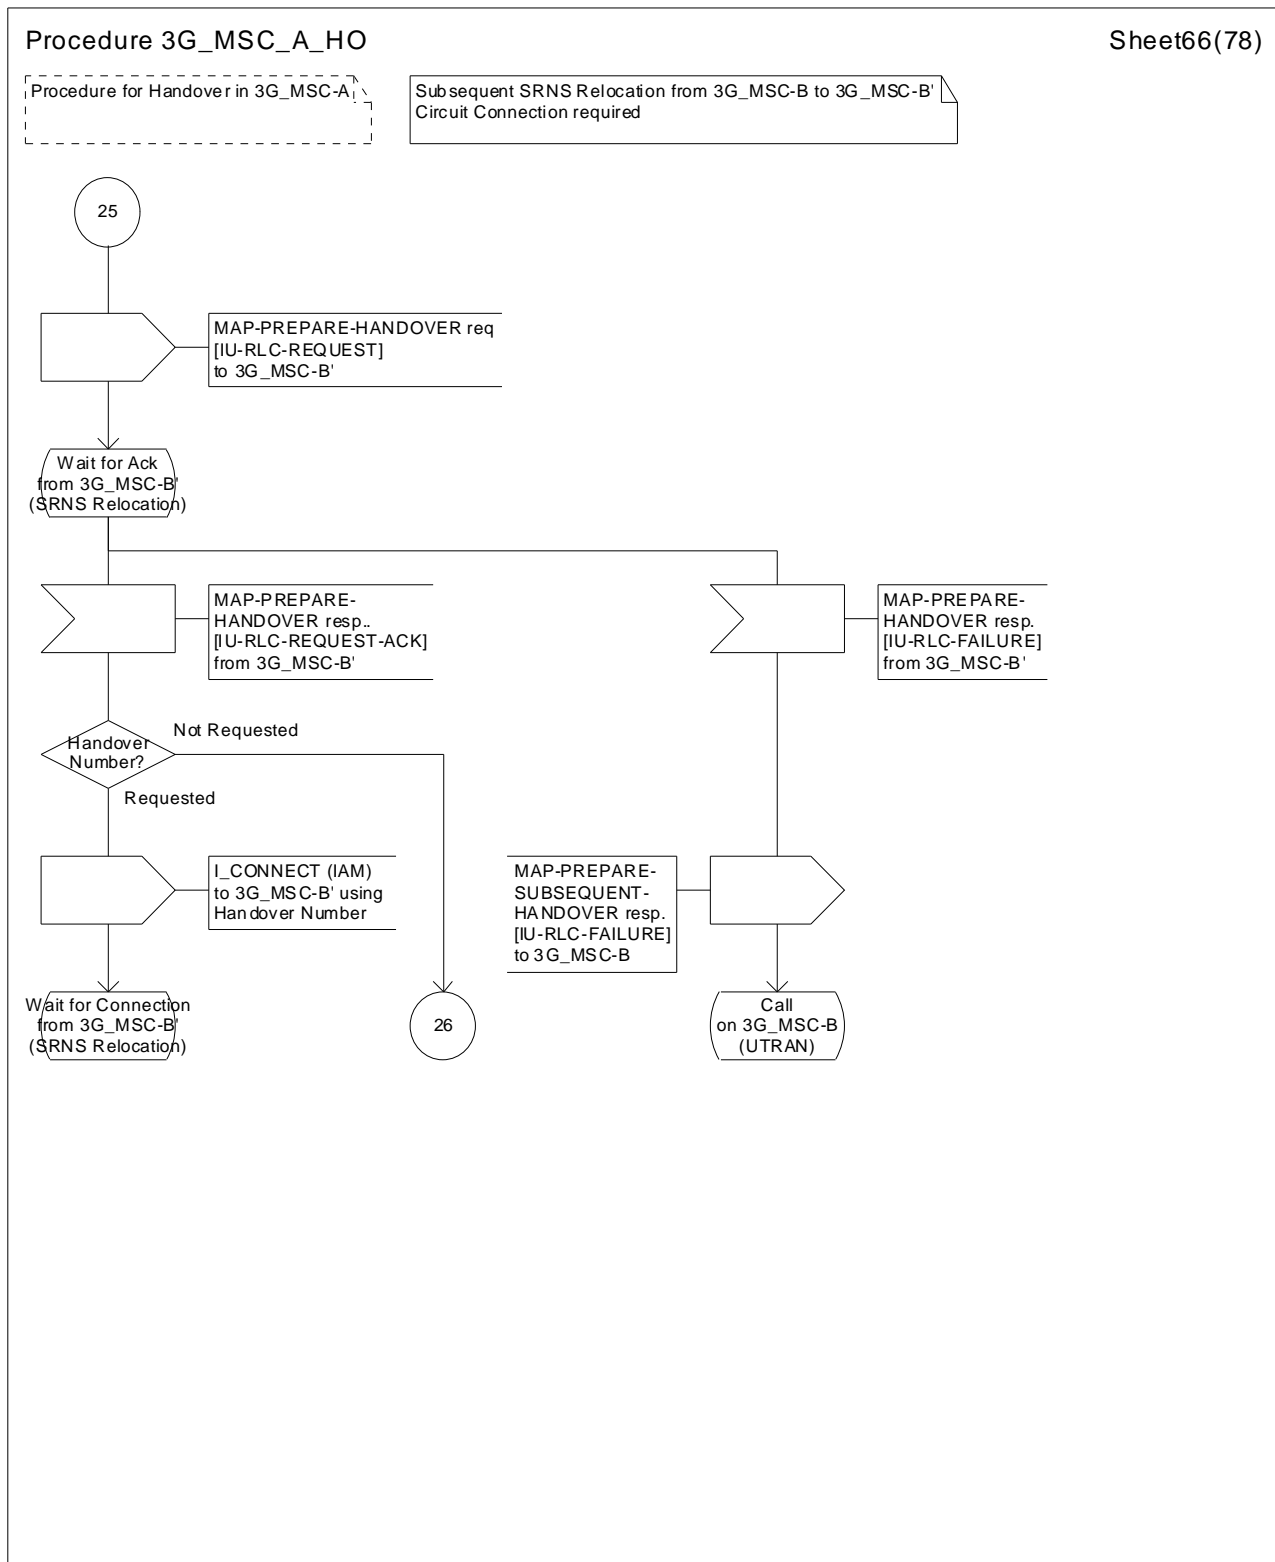 Procedure 3G_MSC_A_HO
Sheet66(78)
Procedure for Handover in 3G_MSC-A
Subsequent SRNS Relocation from 3G_MSC-B to 3G_MSC-B'
Circuit Connection required
25
MAP-PREPARE-HANDOVER req
[IU-RLC-REQUEST]
to 3G_MSC-B'
Wait for Ack
from 3G_MSC-B'
(SRNS Relocation)
MAP-PREPARE-
HANDOVER resp..
[IU-RLC-REQUEST-ACK]
from 3G_MSC-B'
MAP-PREPARE-
HANDOVER resp.
[IU-RLC-FAILURE]
from 3G_MSC-B'
Handover
Number?
Not Requested
Requested
I_CONNECT (IAM)
to 3G_MSC-B' using
Handover Number
MAP-PREPARE-
SUBSEQUENT-
HANDOVER resp.
[IU-RLC-FAILURE]
to 3G_MSC-B
Wait for Connection
from 3G_MSC-B'
(SRNS Relocation)
26
Call
on 3G_MSC-B
(UTRAN)